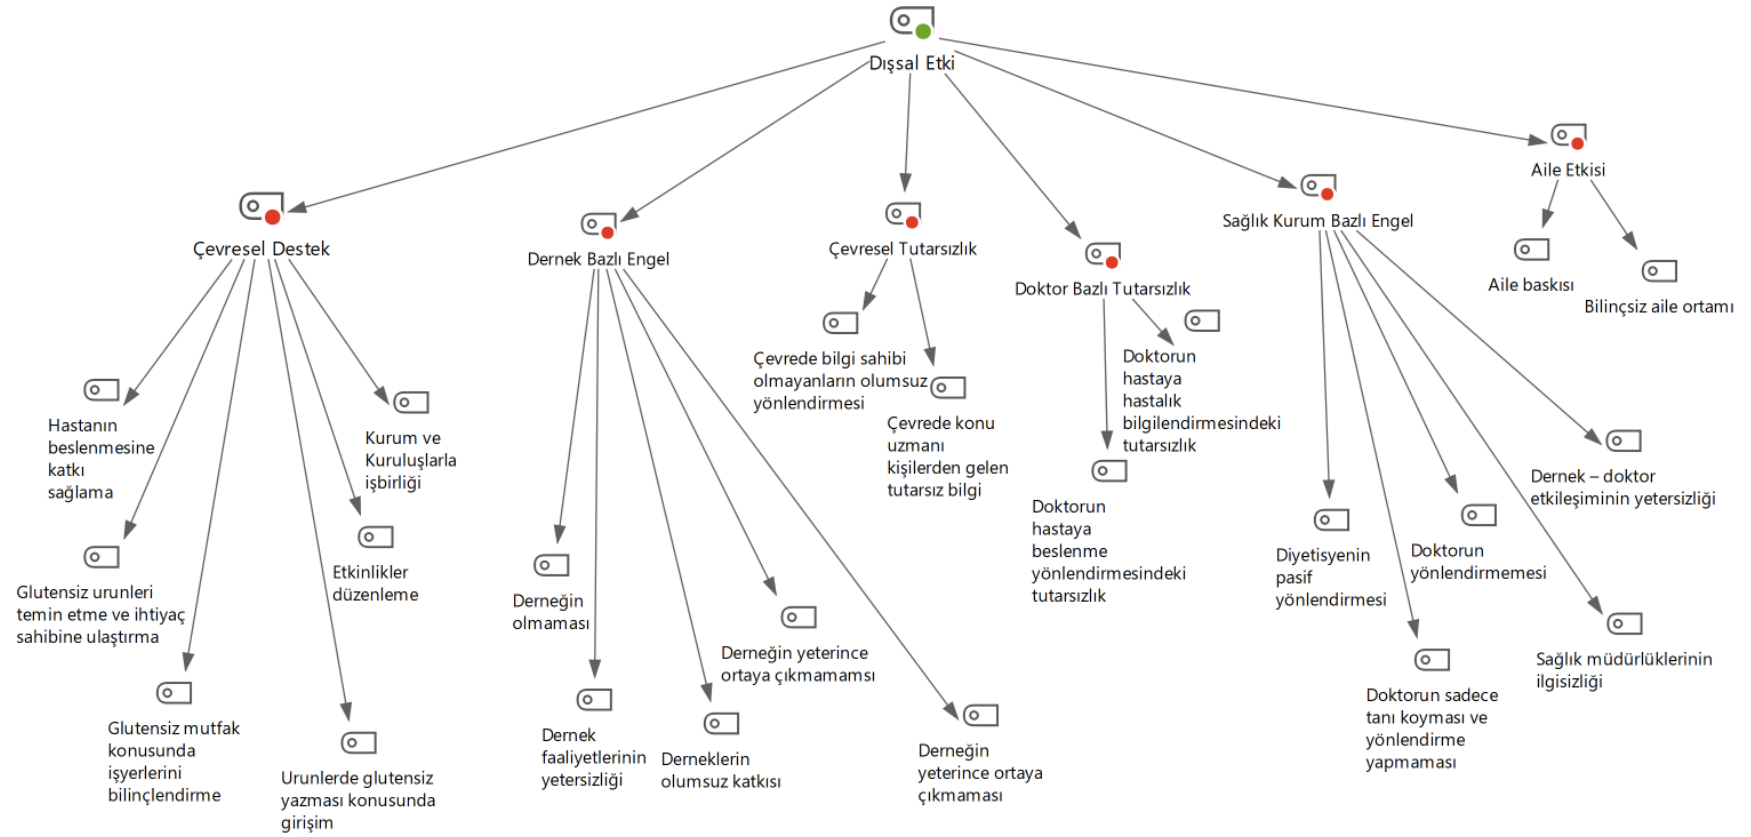 Dışsal Etki
Çevresel Destek
Hastanın
beslenmesine
katkı
sağlama
Glutensiz urunleri
temin etme ve ihtiyaç
sahibine ulaştırma
Glutensiz mutfak
konusunda
işyerlerini
bilinçlendirme
Urunlerde glutensiz
yazması konusunda
girişim
Etkinlikler
düzenleme
Kurum ve
Kuruluşlarla
işbirliği
Dernek Bazlı Engel
Derneğin
olmaması
Dernek
faaliyetlerinin
yetersizliği
Derneklerin
olumsuz katkısı
Derneğin yeterince
ortaya çıkmamamsı
Derneğin
yeterince ortaya
çıkmaması
Çevresel Tutarsızlık
Çevrede bilgi sahibi
olmayanların olumsuz
yönlendirmesi
Çevrede konu
uzmanı
kişilerden gelen
tutarsız bilgi
Doktor Bazlı Tutarsızlık
Doktorun
hastaya
beslenme
yönlendirmesindeki
tutarsızlık
Doktorun
hastaya
hastalık
bilgilendirmesindeki
tutarsızlık
Sağlık Kurum Bazlı Engel
Diyetisyenin
pasif
yönlendirmesi
Doktorun sadece
tanı koyması ve
yönlendirme
yapmaması
Doktorun
yönlendirmemesi
Sağlık müdürlüklerinin
ilgisizliği
Dernek – doktor
etkileşiminin yetersizliği
Aile Etkisi
Aile baskısı
Bilinçsiz aile ortamı